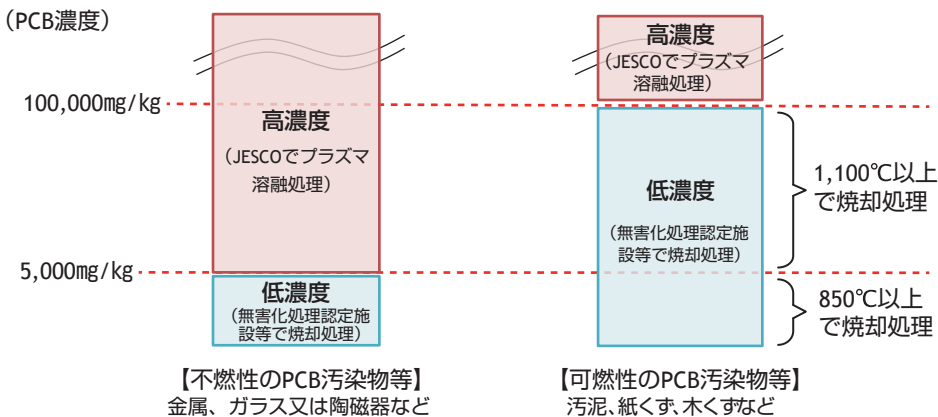 (PCB濃度)
高濃度
(JESCOでプラズマ
溶融処理)
100,000mg/kg
高濃度
(JESCOでプラズマ
溶融処理)
低濃度
(無害化処理認定施
設等で焼却処理)
1,100℃以上
で焼却処理
5,000mg/kg
低濃度
(無害化処理認定施
設等で焼却処理)
850℃以上
で焼却処理
【不燃性のPCB汚染物等】
金属、ガラス又は陶磁器など
【可燃性のPCB汚染物等】
汚泥、紙くず、木くずなど